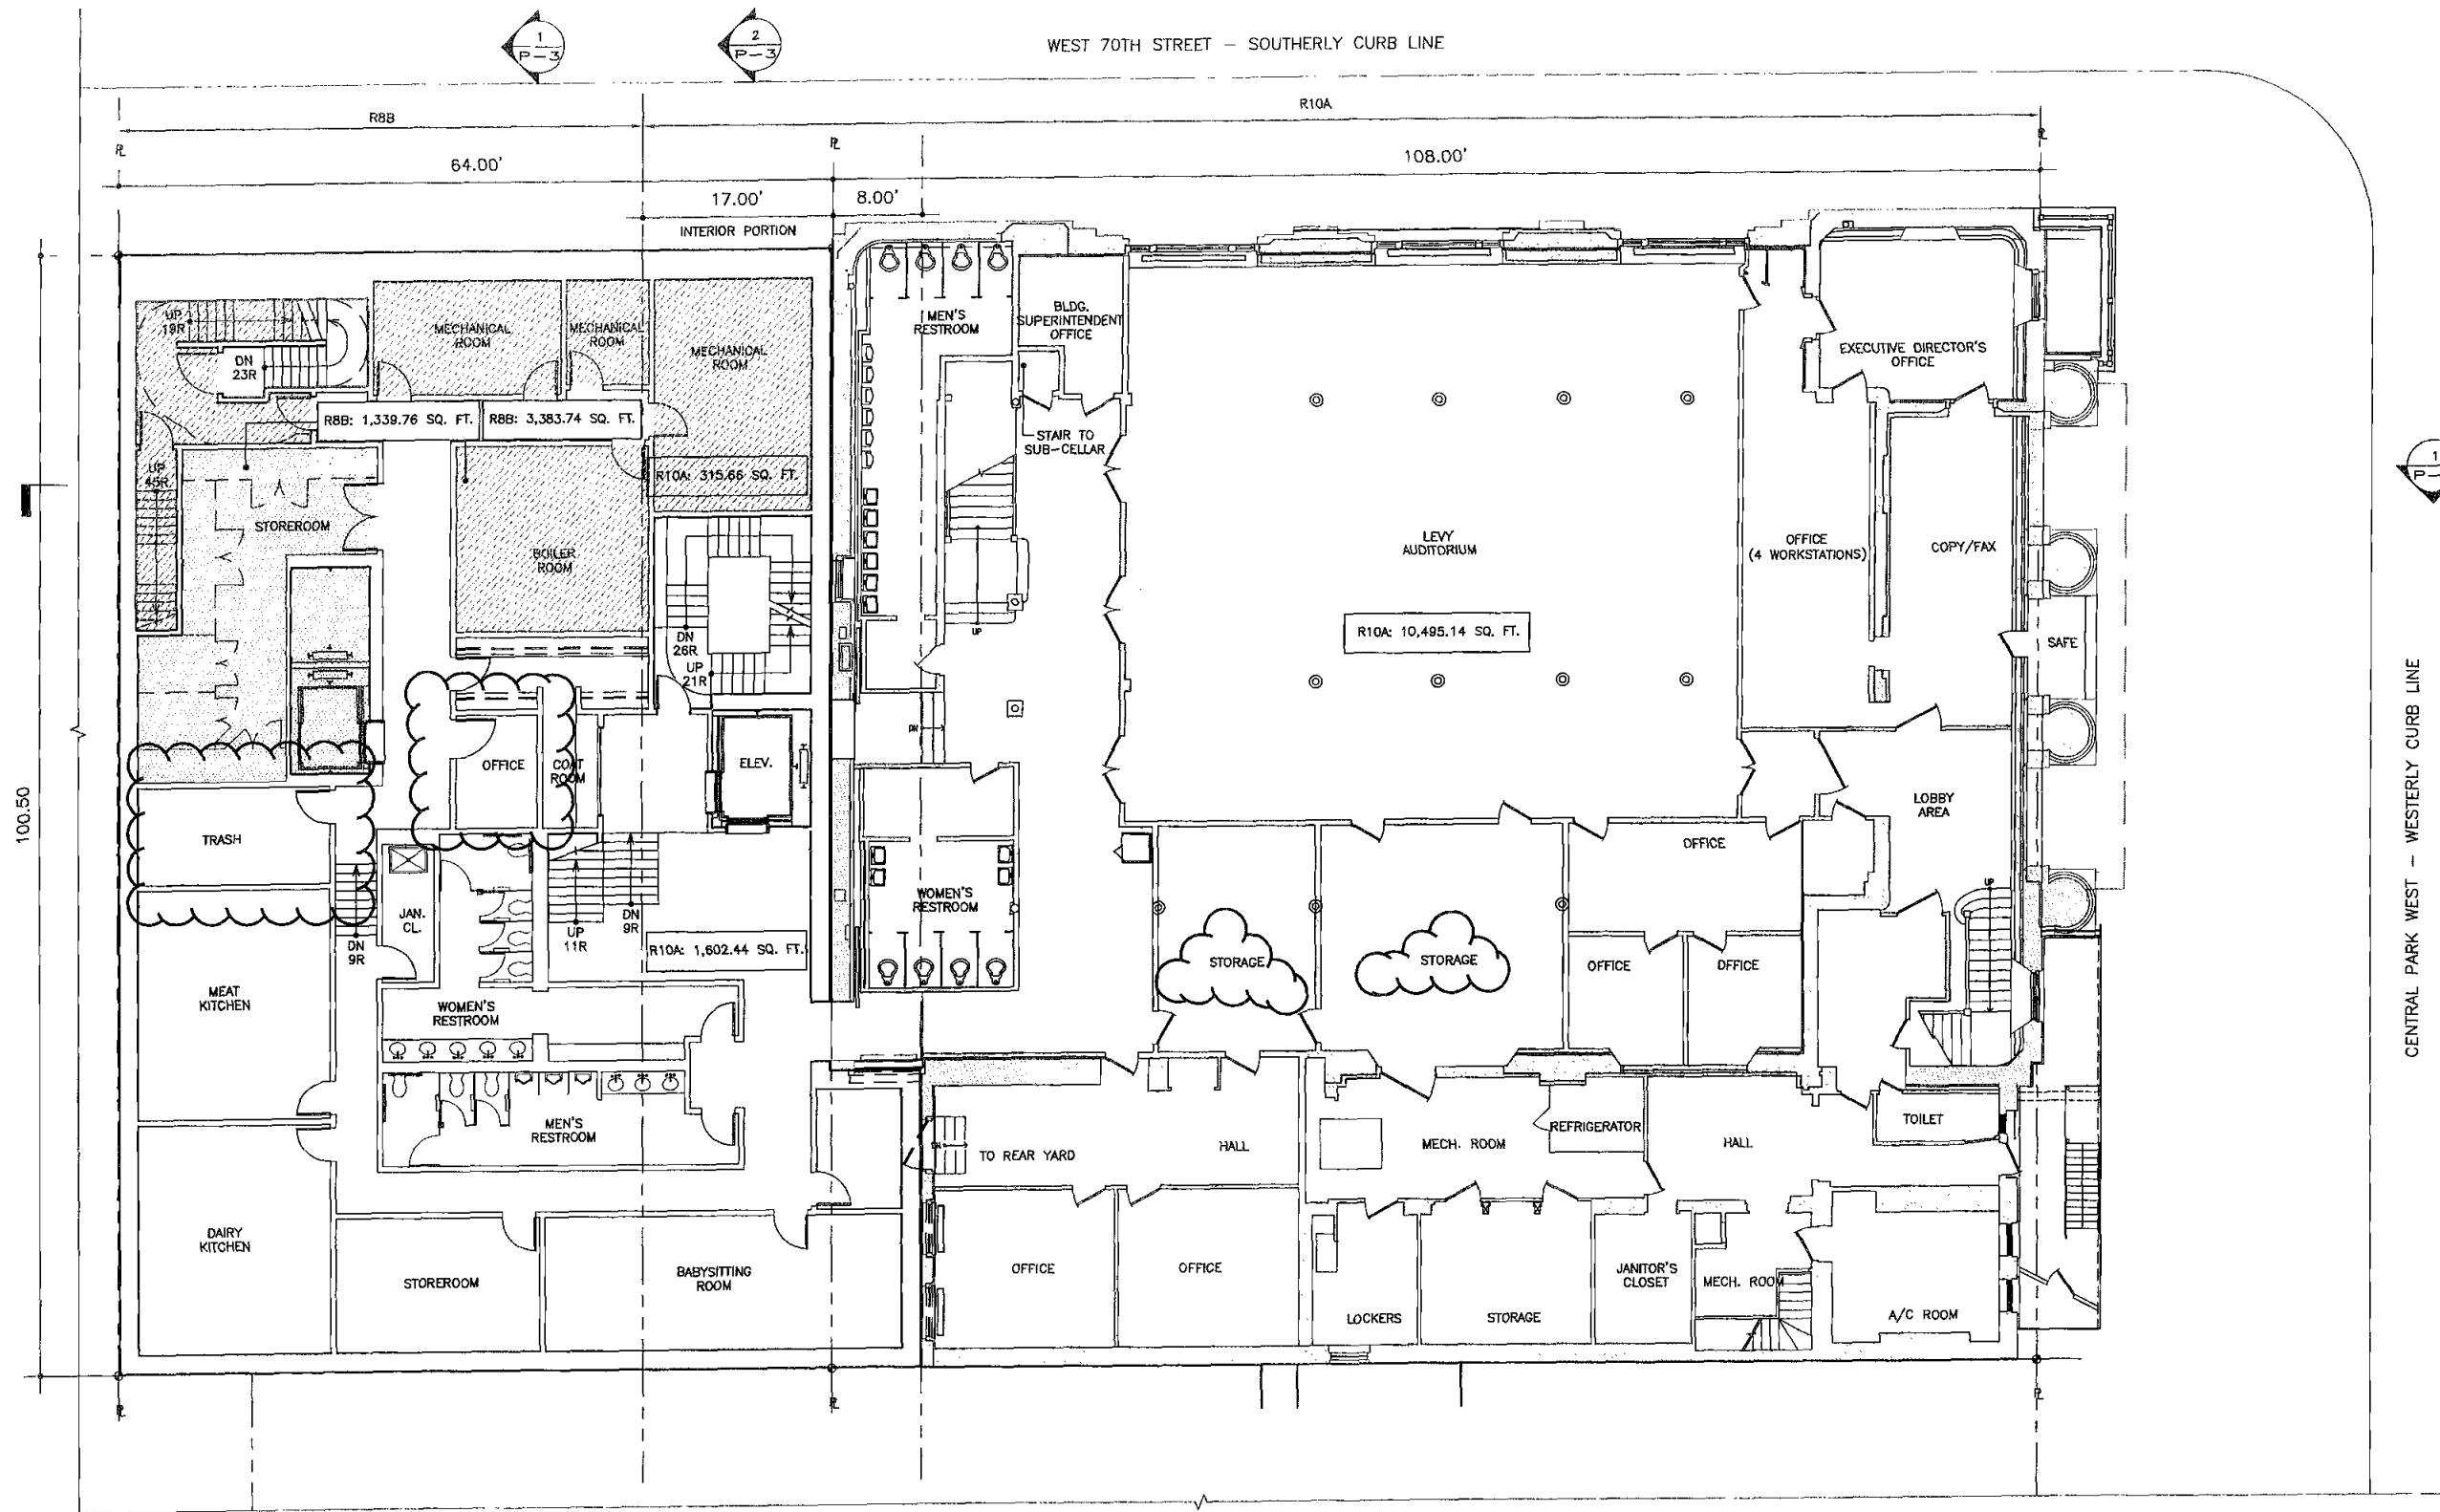 1
P-3
2
P-3
WEST 70TH STREET - SOUTHERLY CURB LINE
R8B
R10A
64.00'
108.00'
17.00'
8.00'
INTERIOR PORTION
100.50
CENTRAL PARK WEST - WESTERLY CURB LINE
1
UP
19R
DN
23R
MECHANICAL
ROOM
MECHANICAL
ROOM
MECHANICAL
ROOM
R8B: 1,339.76 SQ. FT.
R8B: 3,383.74 SQ. FT.
R10A: 315.66 SQ. FT.
UP
45R
STOREROOM
BOILER
ROOM
DN
26R
UP
21R
OFFICE
COAT
ROOM
ELEV.
TRASH
JAN.
CL.
DN
9R
UP
11R
DN
9R
R10A: 1,602.44 SQ. FT.
MEAT
KITCHEN
WOMEN'S
RESTROOM
MEN'S
RESTROOM
DAIRY
KITCHEN
STOREROOM
BABYSITTING
ROOM
MEN'S
RESTROOM
BLDG.
SUPERINTENDENT
OFFICE
STAIR TO
SUB-CELLAR
UP
DN
WOMEN'S
RESTROOM
LEVY
AUDITORIUM
R10A: 10,495.14 SQ. FT.
EXECUTIVE DIRECTOR'S
OFFICE
OFFICE
(4 WORKSTATIONS)
COPY/FAX
SAFE
LOBBY
AREA
UP
OFFICE
STORAGE
STORAGE
OFFICE
OFFICE
TO REAR YARD
HALL
MECH. ROOM
REFRIGERATOR
HALL
TOILET
OFFICE
OFFICE
LOCKERS
STORAGE
JANITOR'S
CLOSET
MECH. ROOM
A/C ROOM